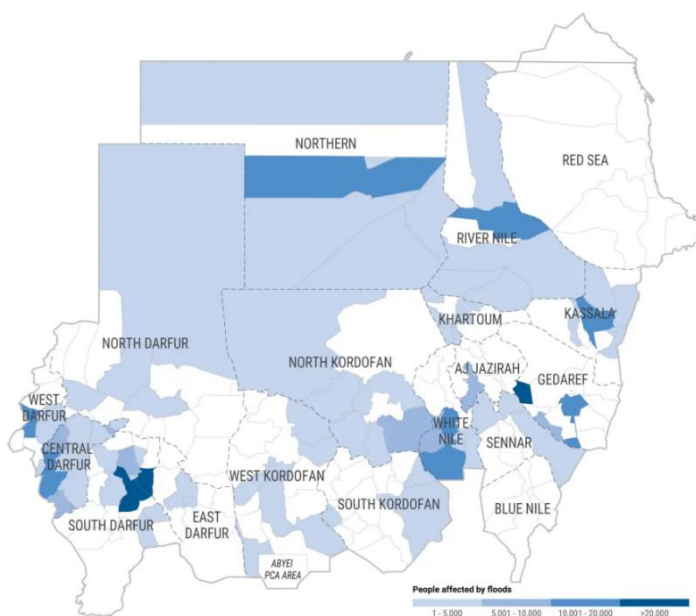 NORTHERN
RED SEA
RIVER NILE
KHARTOUM
KASSALA
NORTH DARFUR
NORTH KORDOFAN
AJ JAZIRAH
GEDAREF
WEST
DARFUR
WHITE
NILE
CENTRAL
DARFUR
SENNAR
WEST KORDOFAN
SOUTH KORDOFAN
BLUE NILE
SOUTH DARFUR
EAST
DARFUR
ABYEI
PCA AREA
People affected by floods
1 - 5,000
5,001 - 10,000
10,001 - 20,000
>20,000